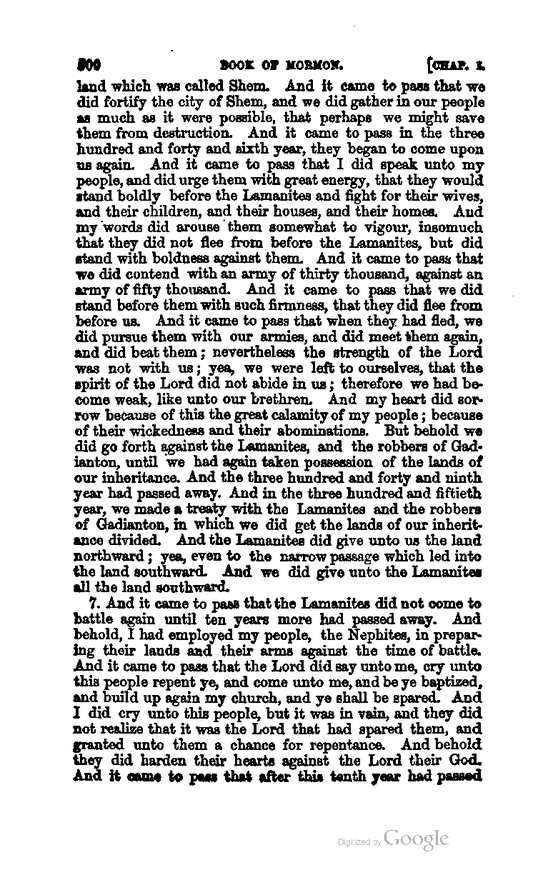 500 BOOK OF MORMON. [CHAP. I.
land which was called Shem. And it came to pass that we
did fortify the city of Shem, and we did gather in our people
as much as it were possible, that perhaps we might save
them from destruction. And it came to pass in the three
hundred and forty and sixth year, they began to come upon
us again. And it came to pass that I did speak unto my
people, and did urge them with great energy, that they would
stand boldly before the Lamanites and fight for their wives,
and their children, and their houses, and their homes. And
my words did arouse them somewhat to vigour, insomuch
that they did not flee from before the Lamanites, but did
stand with boldness against them. And it came to pass that
we did contend with an army of thirty thousand, against an
army of fifty thousand. And it came to pass that we did
stand before them with such firmness, that they did flee from
before us. And it came to pass that when they had fled, we
did pursue them with our armies, and did meet them again,
and did beat them; nevertheless the strength of the Lord
was not with us; yea, we were left to ourselves, that the
spirit of the Lord did not abide in us; therefore we had be-
come weak, like unto our brethren. And my heart did sor-
row because of this the great calamity of my people; because
of their wickedness and their abominations. But behold we
did go forth against the Lamanites, and the robbers of Gad-
ianton, until we had again taken possession of the lands of
our inheritance. And the three hundred and forty and ninth
year had passed away. And in the three hundred and fiftieth
year, we made a treaty with the Lamanites and the robbers
of Gadianton, in which we did get the lands of our inherit-
ance divided. And the Lamanites did give unto us the land
northward; yea, even to the narrow passage which led into
the land southward. And we did give unto the Lamanites
all the land southward.
7. And it came to pass that the Lamanites did not come to
battle again until ten years more had passed away. And
behold, I had employed my people, the Nephites, in prepar-
ing their lands and their arms against the time of battle.
And it came to pass that the Lord did say unto me, cry unto
this people repent ye, and come unto me, and be ye baptized,
and build up again my church, and ye shall be spared. And
I did cry unto this people, but it was in vain, and they did
not realize that it was the Lord that had spared them, and
granted unto them a chance for repentance. And behold
they did harden their hearts against the Lord their God.
And it came to pass that after this tenth year had passed
Digitized by Google